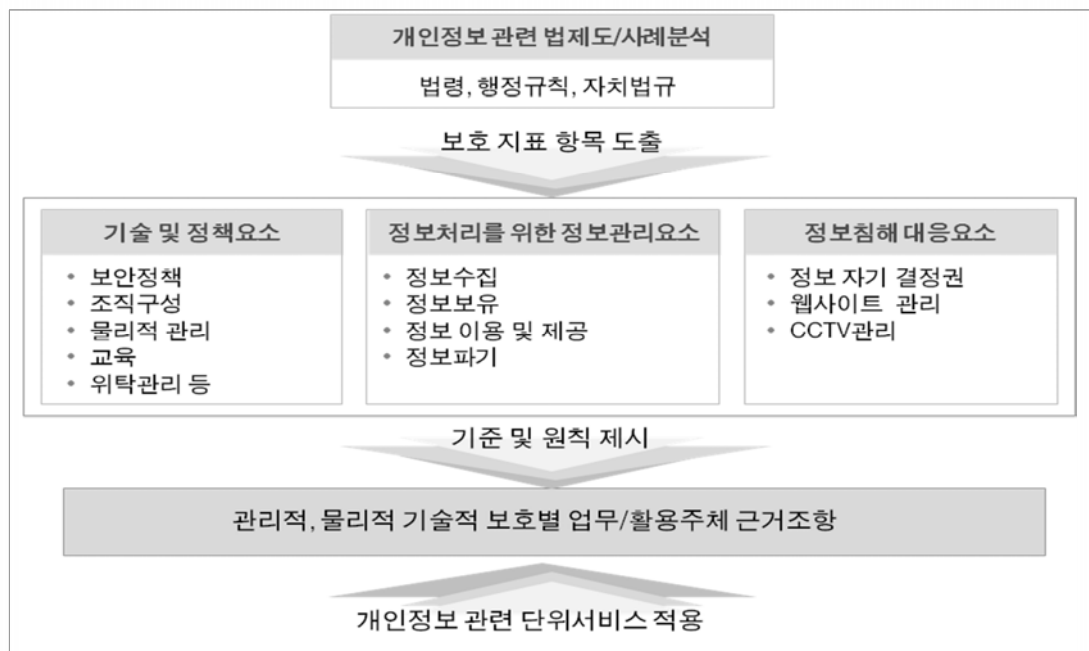 개인정보 관련 법제도/사례분석
법령, 행정규칙, 자치법규
보호 지표 항목 도출
기술 및 정책요소
• 보안정책
• 조직구성
• 물리적 관리
• 교육
• 위탁관리 등
정보처리를 위한 정보관리요소
• 정보수집
• 정보보유
• 정보 이용 및 제공
• 정보파기
정보침해 대응요소
• 정보 자기 결정권
• 웹사이트 관리
• CCTV관리
기준 및 원칙 제시
관리적, 물리적 기술적 보호별 업무/활용주체 근거조항
개인정보 관련 단위서비스 적용